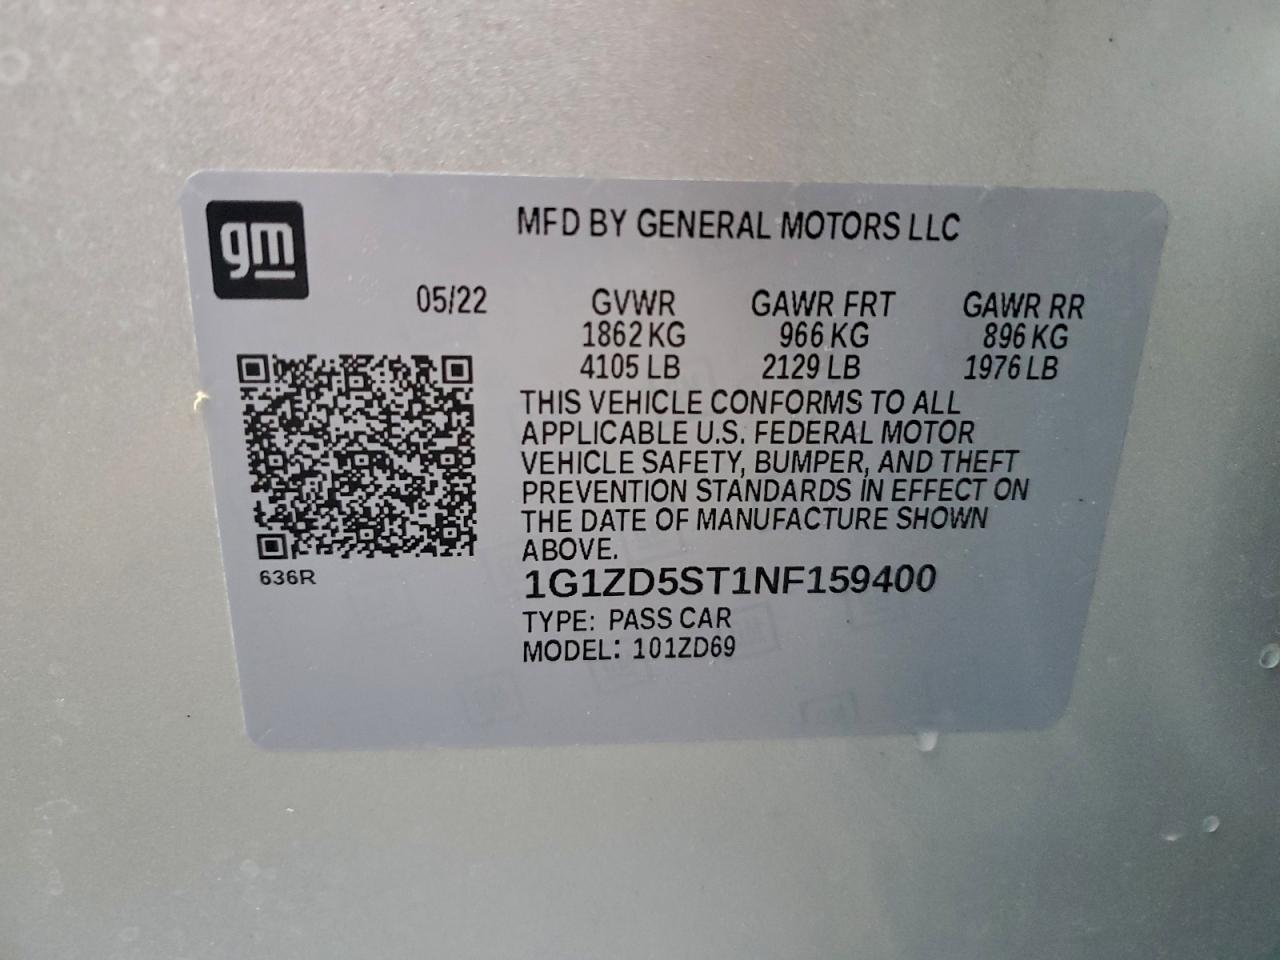 gm
MFD BY GENERAL MOTORS LLC
05/22 GVWR GAWR FRT GAWR RR
1862 KG 966 KG 896 KG
4105 LB 2129 LB 1976 LB
THIS VEHICLE CONFORMS TO ALL
APPLICABLE U.S. FEDERAL MOTOR
VEHICLE SAFETY, BUMPER, AND THEFT
PREVENTION STANDARDS IN EFFECT ON
THE DATE OF MANUFACTURE SHOWN
ABOVE.
636R
1G1ZD5ST1NF159400
TYPE: PASS CAR
MODEL: 101ZD69